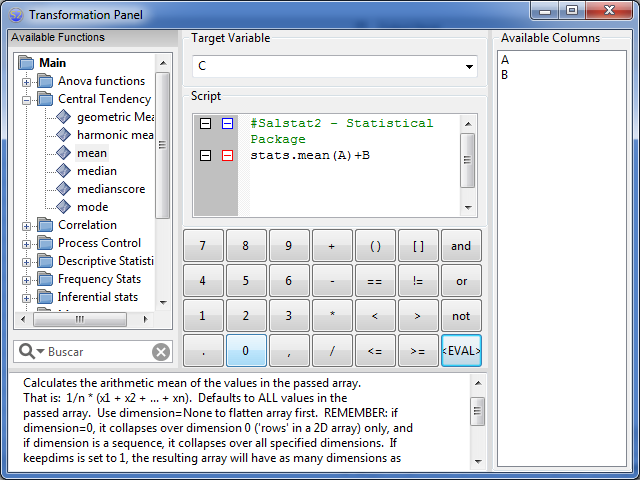 Transformation Panel
Available Functions
Main
Anova functions
Central Tendency
geometric Mea
harmonic mea
mean
median
medianscore
mode
Correlation
Process Control
Descriptive Statisti
Frequency Stats
Inferential stats
Buscar
Target Variable
C
Script
#Salstat2 - Statistical
Package
stats.mean(A)+B
7 8 9 + ( ) [ ] and
4 5 6 - == != or
1 2 3 * < > not
. 0 , / <= >= <EVAL>
Available Columns
A
B
Calculates the arithmetic mean of the values in the passed array.
That is: 1/n * (x1 + x2 + ... + xn). Defaults to ALL values in the
passed array. Use dimension=None to flatten array first. REMEMBER: if
dimension=0, it collapses over dimension 0 ('rows' in a 2D array) only, and
if dimension is a sequence, it collapses over all specified dimensions. If
keepdims is set to 1, the resulting array will have as many dimensions as